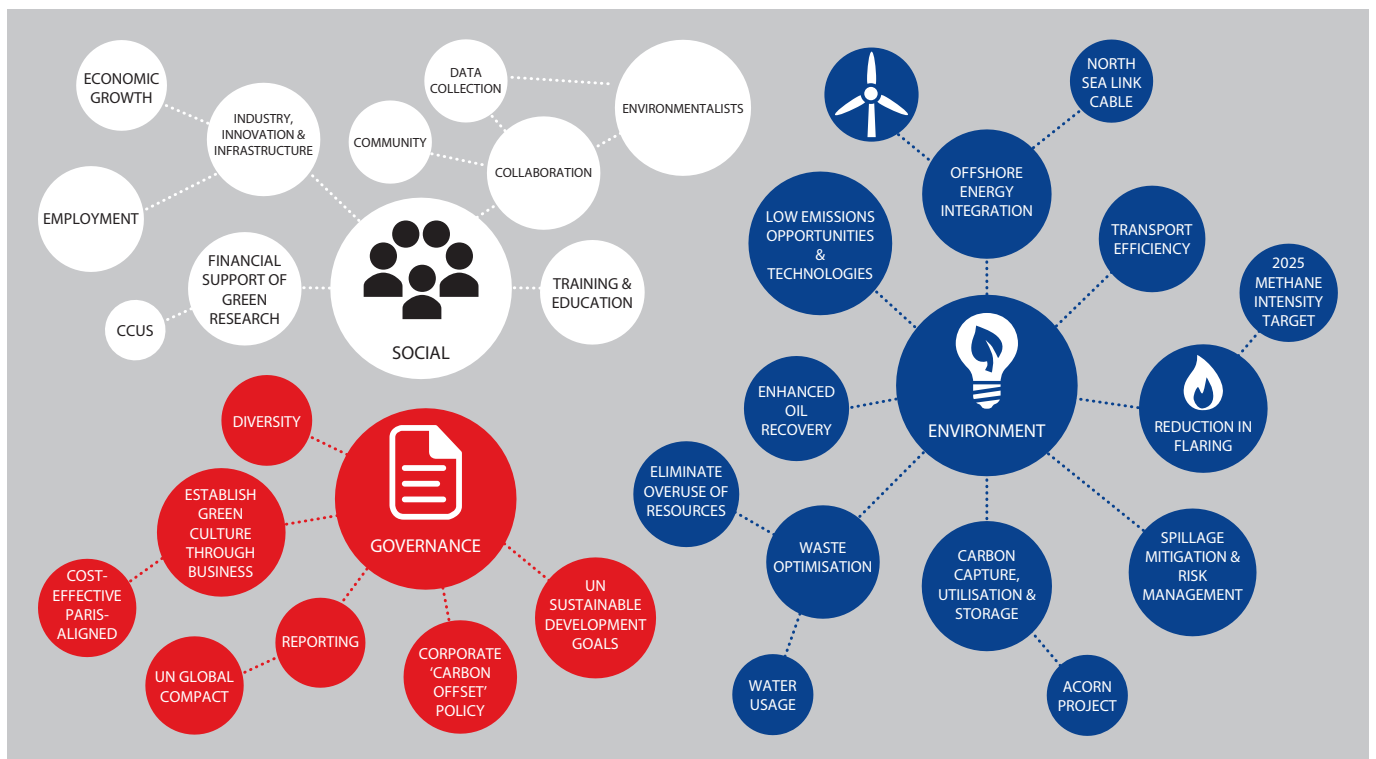 ECONOMIC
GROWTH
INDUSTRY,
INNOVATION &
INFRASTRUCTURE
EMPLOYMENT
DATA
COLLECTION
COMMUNITY
COLLABORATION
ENVIRONMENTALISTS
FINANCIAL
SUPPORT OF
GREEN
RESEARCH
CCUS
SOCIAL
TRAINING &
EDUCATION
DIVERSITY
ESTABLISH
GREEN
CULTURE
THROUGH
BUSINESS
COST-
EFFECTIVE
PARIS-
ALIGNED
GOVERNANCE
REPORTING
UN GLOBAL
COMPACT
CORPORATE
‘CARBON
OFFSET’
POLICY
UN
SUSTAINABLE
DEVELOPMENT
GOALS
NORTH
SEA LINK
CABLE
OFFSHORE
ENERGY
INTEGRATION
LOW EMISSIONS
OPPORTUNITIES
&
TECHNOLOGIES
TRANSPORT
EFFICIENCY
2025
METHANE
INTENSITY
TARGET
REDUCTION IN
FLARING
ENHANCED
OIL
RECOVERY
ENVIRONMENT
ELIMINATE
OVERUSE OF
RESOURCES
WASTE
OPTIMISATION
WATER
USAGE
CARBON
CAPTURE,
UTILISATION &
STORAGE
ACORN
PROJECT
SPILLAGE
MITIGATION &
RISK
MANAGEMENT